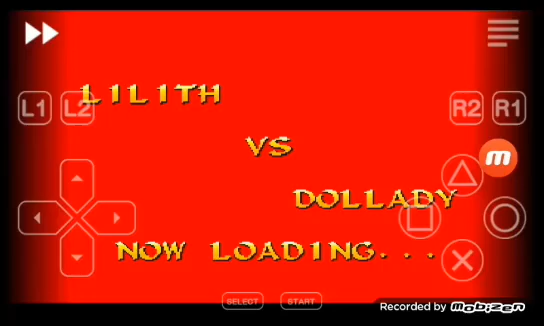 LILITH
L1
L2
R2
R1
VS
DOLLADY
NOW LOADING...
SELECT
START
Recorded by mobizen